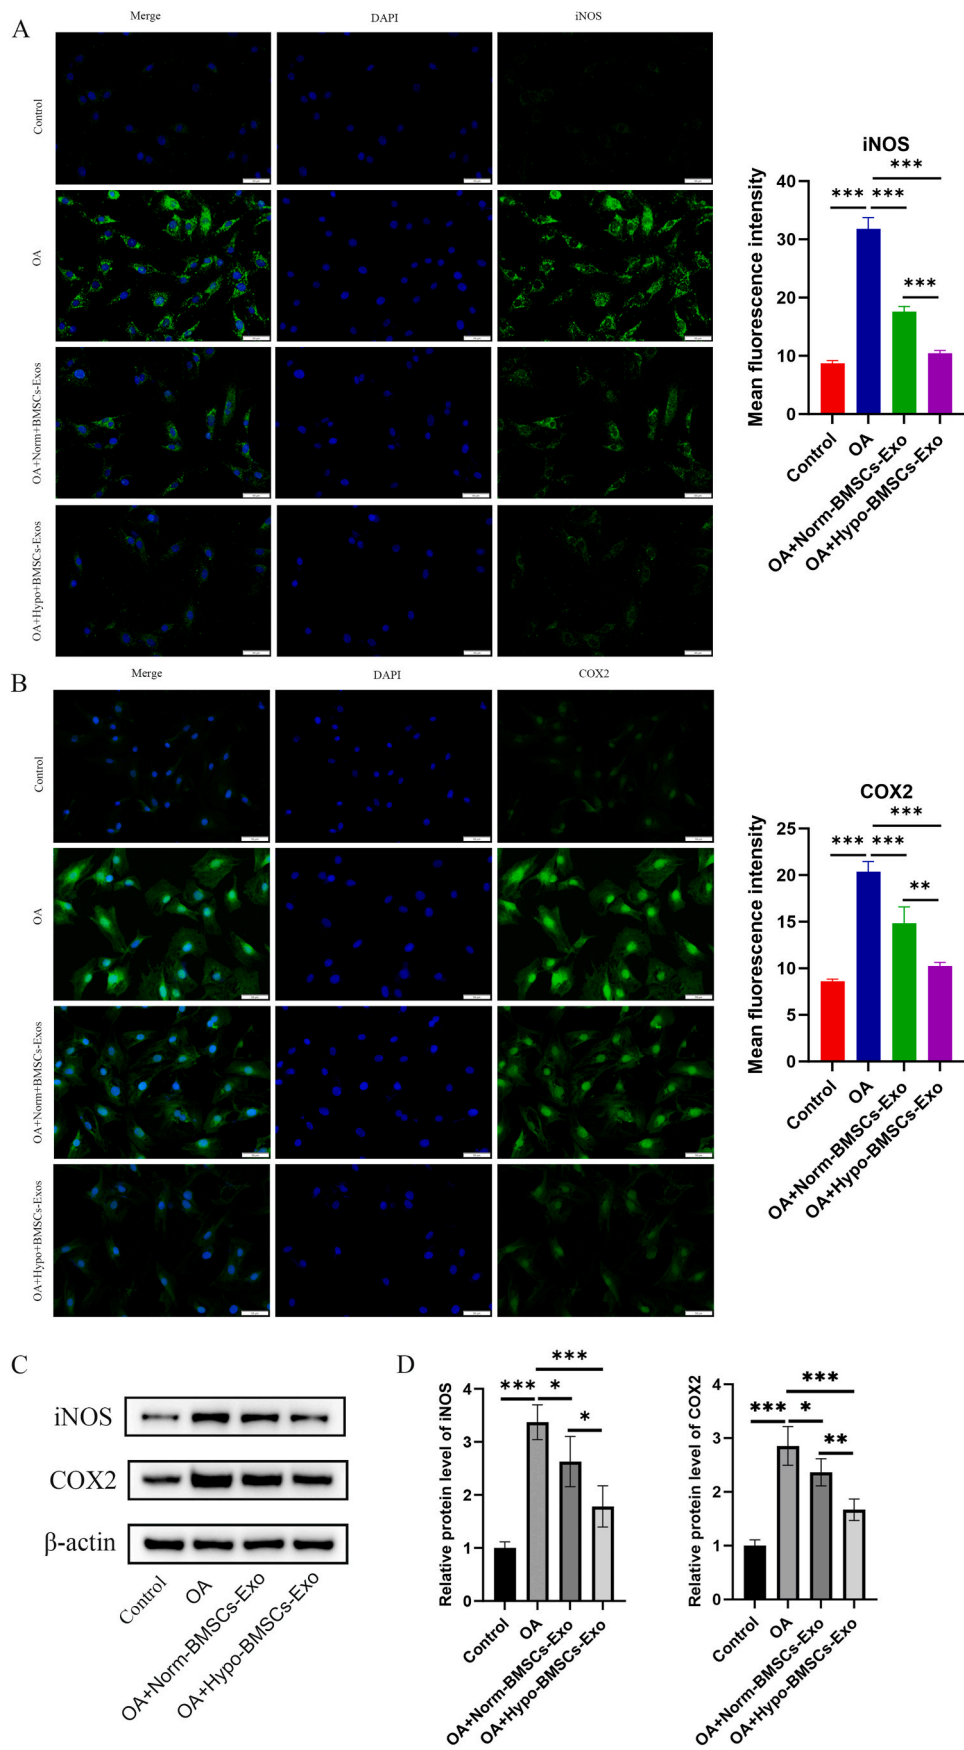 A
Merge
DAPI
iNOS
Control
OA
OA+Norm+BMSCs-Exos
OA+Hypo+BMSCs-Exos
iNOS
Mean fluorescence intensity
40
30
20
10
0
***
*** ***
***
Control
OA
OA+Norm-BMSCs-Exo
OA+Hypo-BMSCs-Exo
B
Merge
DAPI
COX2
Control
OA
OA+Norm+BMSCs-Exos
OA+Hypo+BMSCs-Exos
COX2
Mean fluorescence intensity
25
20
15
10
5
0
***
*** ***
**
Control
OA
OA+Norm-BMSCs-Exo
OA+Hypo-BMSCs-Exo
C
iNOS
COX2
β-actin
Control
OA
OA+Norm-BMSCs-Exo
OA+Hypo-BMSCs-Exo
D
Relative protein level of iNOS
4
3
2
1
0
***
*** *
*
Control
OA
OA+Norm-BMSCs-Exo
OA+Hypo-BMSCs-Exo
Relative protein level of COX2
4
3
2
1
0
***
*** *
**
Control
OA
OA+Norm-BMSCs-Exo
OA+Hypo-BMSCs-Exo